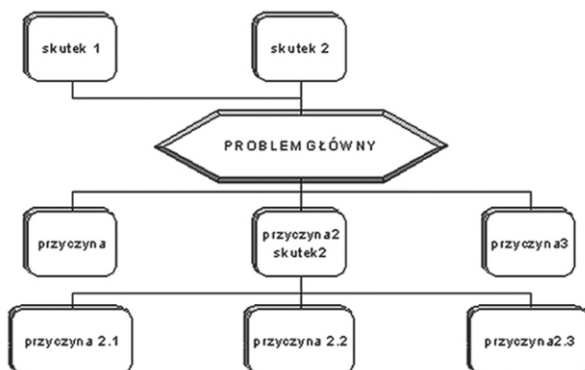 skutek 1
skutek 2
PROBLEM GŁÓWNY
przyczyna
przyczyna2
skutek2
przyczyna3
przyczyna 2.1
przyczyna 2.2
przyczyna2.3